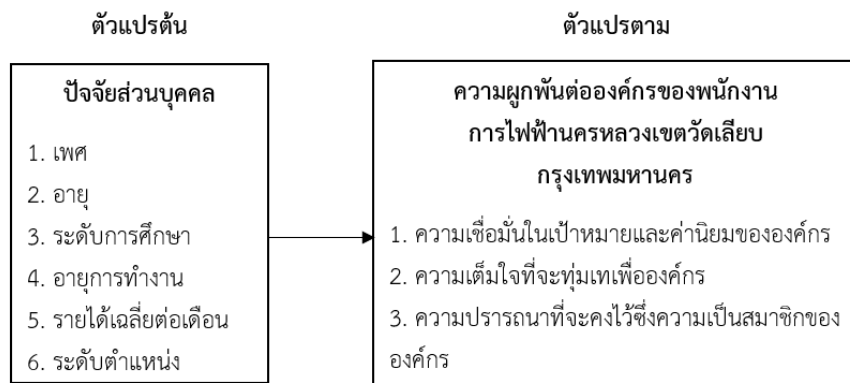 ตัวแปรต้น
ปัจจัยส่วนบุคคล
1. เพศ
2. อายุ
3. ระดับการศึกษา
4. อายุการทำงาน
5. รายได้เฉลี่ยต่อเดือน
6. ระดับตำแหน่ง
ตัวแปรตาม
ความผูกพันต่อองค์กรของพนักงาน
การไฟฟ้านครหลวงเขตวัดเลียบ
กรุงเทพมหานคร
1. ความเชื่อมั่นในเป้าหมายและค่านิยมขององค์กร
2. ความเต็มใจที่จะทุ่มเทเพื่อองค์กร
3. ความปรารถนาที่จะคงไว้ซึ่งความเป็นสมาชิกของ
องค์กร